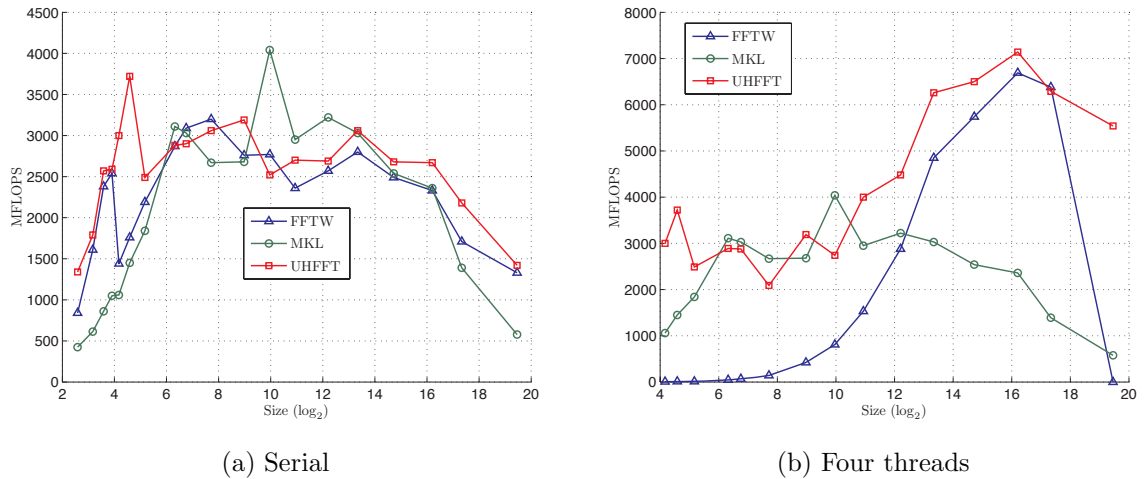 4500
4000
3500
3000
2500
2000
1500
1000
500
0
MFLOPS
FFTW
MKL
UHFFT
2 4 6 8 10 12 14 16 18 20
Size (log2)
(a) Serial
8000
7000
6000
5000
4000
3000
2000
1000
0
MFLOPS
FFTW
MKL
UHFFT
4 6 8 10 12 14 16 18 20
Size (log2)
(b) Four threads